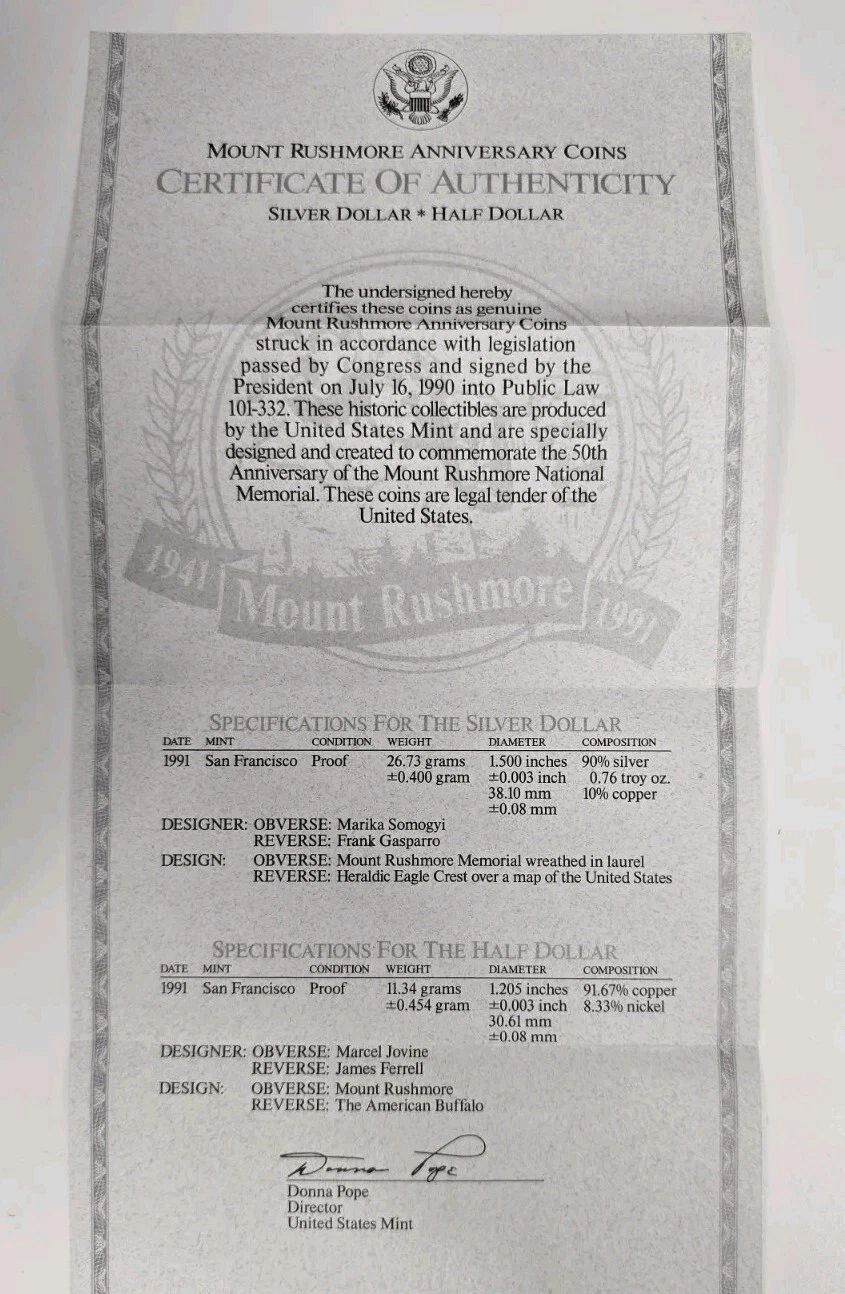 MOUNT RUSHMORE ANNIVERSARY COINS
CERTIFICATE OF AUTHENTICITY
SILVER DOLLAR * HALF DOLLAR
The undersigned hereby
certifies these coins as genuine
Mount Rushmore Anniversary Coins
struck in accordance with legislation
passed by Congress and signed by the
President on July 16, 1990 into Public Law
101-332. These historic collectibles are produced
by the United States Mint and are specially
designed and created to commemorate the 50th
Anniversary of the Mount Rushmore National
Memorial. These coins are legal tender of the
United States.
1941 Mount Rushmore 1991
SPECIFICATIONS FOR THE SILVER DOLLAR
DATE MINT CONDITION WEIGHT DIAMETER COMPOSITION
1991 San Francisco Proof 26.73 grams 1.500 inches 90% silver
±0.400 gram ±0.003 inch 0.76 troy oz.
38.10 mm 10% copper
±0.08 mm
DESIGNER: OBVERSE: Marika Somogyi
REVERSE: Frank Gasparro
DESIGN: OBVERSE: Mount Rushmore Memorial wreathed in laurel
REVERSE: Heraldic Eagle Crest over a map of the United States
SPECIFICATIONS FOR THE HALF DOLLAR
DATE MINT CONDITION WEIGHT DIAMETER COMPOSITION
1991 San Francisco Proof 11.34 grams 1.205 inches 91.67% copper
±0.454 gram ±0.003 inch 8.33% nickel
30.61 mm
±0.08 mm
DESIGNER: OBVERSE: Marcel Jovine
REVERSE: James Ferrell
DESIGN: OBVERSE: Mount Rushmore
REVERSE: The American Buffalo
Donna Pope
Donna Pope
Director
United States Mint